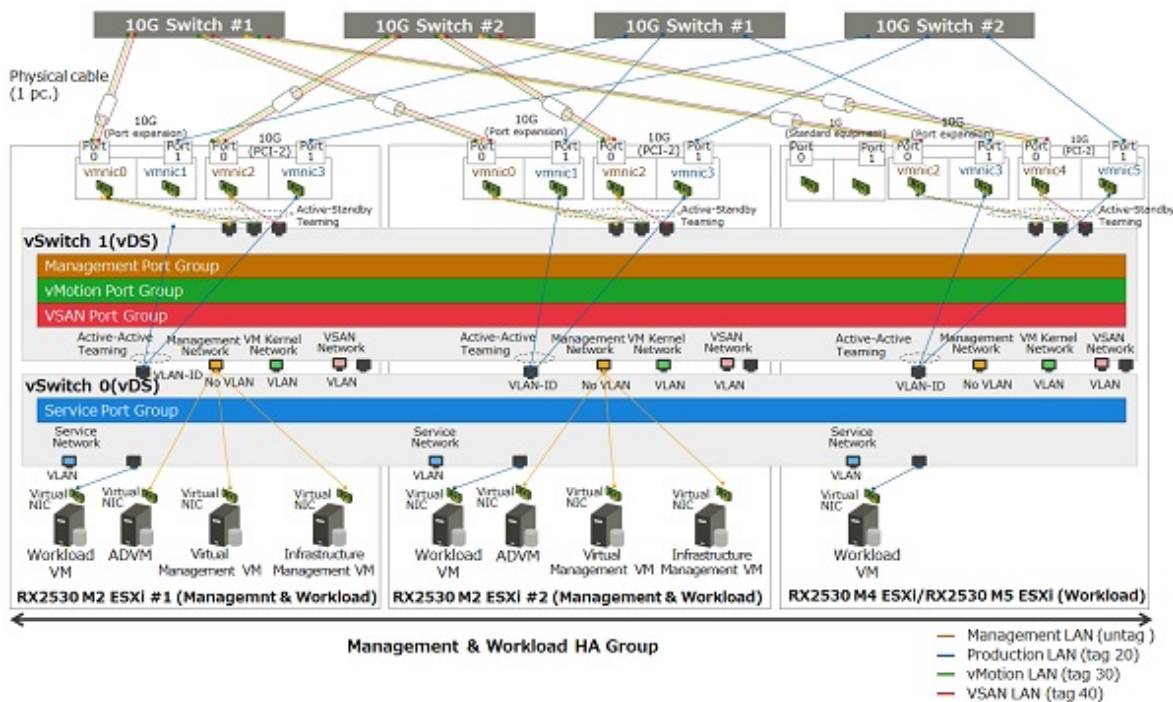 10G Switch #1
10G Switch #2
10G Switch #1
10G Switch #2
Physical cable
(1 pc.)
10G
(Port expansion)
10G
(PCI-2)
10G
(Port expansion)
10G
(PCI-2)
1G
(Standard equipment)
10G
(Port expansion)
10G
(PCI-2)
Port
0
Port
1
Port
0
Port
1
Port
0
Port
1
Port
0
Port
1
Port
0
Port
1
Port
0
Port
1
Port
0
Port
1
vmnic0
vmnic1
vmnic2
vmnic3
vmnic0
vmnic1
vmnic2
vmnic3
vmnic2
vmnic3
vmnic4
vmnic5
Active-Standby
Teaming
Active-Standby
Teaming
Active-Standby
Teaming
vSwitch 1(vDS)
Management Port Group
vMotion Port Group
VSAN Port Group
Active-Active
Teaming
Management
Network
VM Kernel
Network
VSAN
Network
Active-Active
Teaming
Management
Network
VM Kernel
Network
VSAN
Network
Active-Active
Teaming
Management
Network
VM Kernel
Network
VSAN
Network
VLAN-ID
No VLAN
VLAN
VLAN
VLAN-ID
No VLAN
VLAN
VLAN
VLAN-ID
No VLAN
VLAN
VLAN
vSwitch 0(vDS)
Service Port Group
Service
Network
VLAN
Service
Network
VLAN
Service
Network
VLAN
Virtual
NIC
Virtual
NIC
Virtual
NIC
Virtual
NIC
Virtual
NIC
Virtual
NIC
Virtual
NIC
Virtual
NIC
Virtual
NIC
Workload
VM
ADVM
Virtual
Management VM
Infrastructure
Management VM
Workload
VM
ADVM
Virtual
Management VM
Infrastructure
Management VM
Workload
VM
RX2530 M2 ESXi #1 (Managemnt & Workload)
RX2530 M2 ESXi #2 (Management & Workload)
RX2530 M4 ESXi/RX2530 M5 ESXi (Workload)
Management & Workload HA Group
Management LAN (untag )
Production LAN (tag 20)
vMotion LAN (tag 30)
VSAN LAN (tag 40)